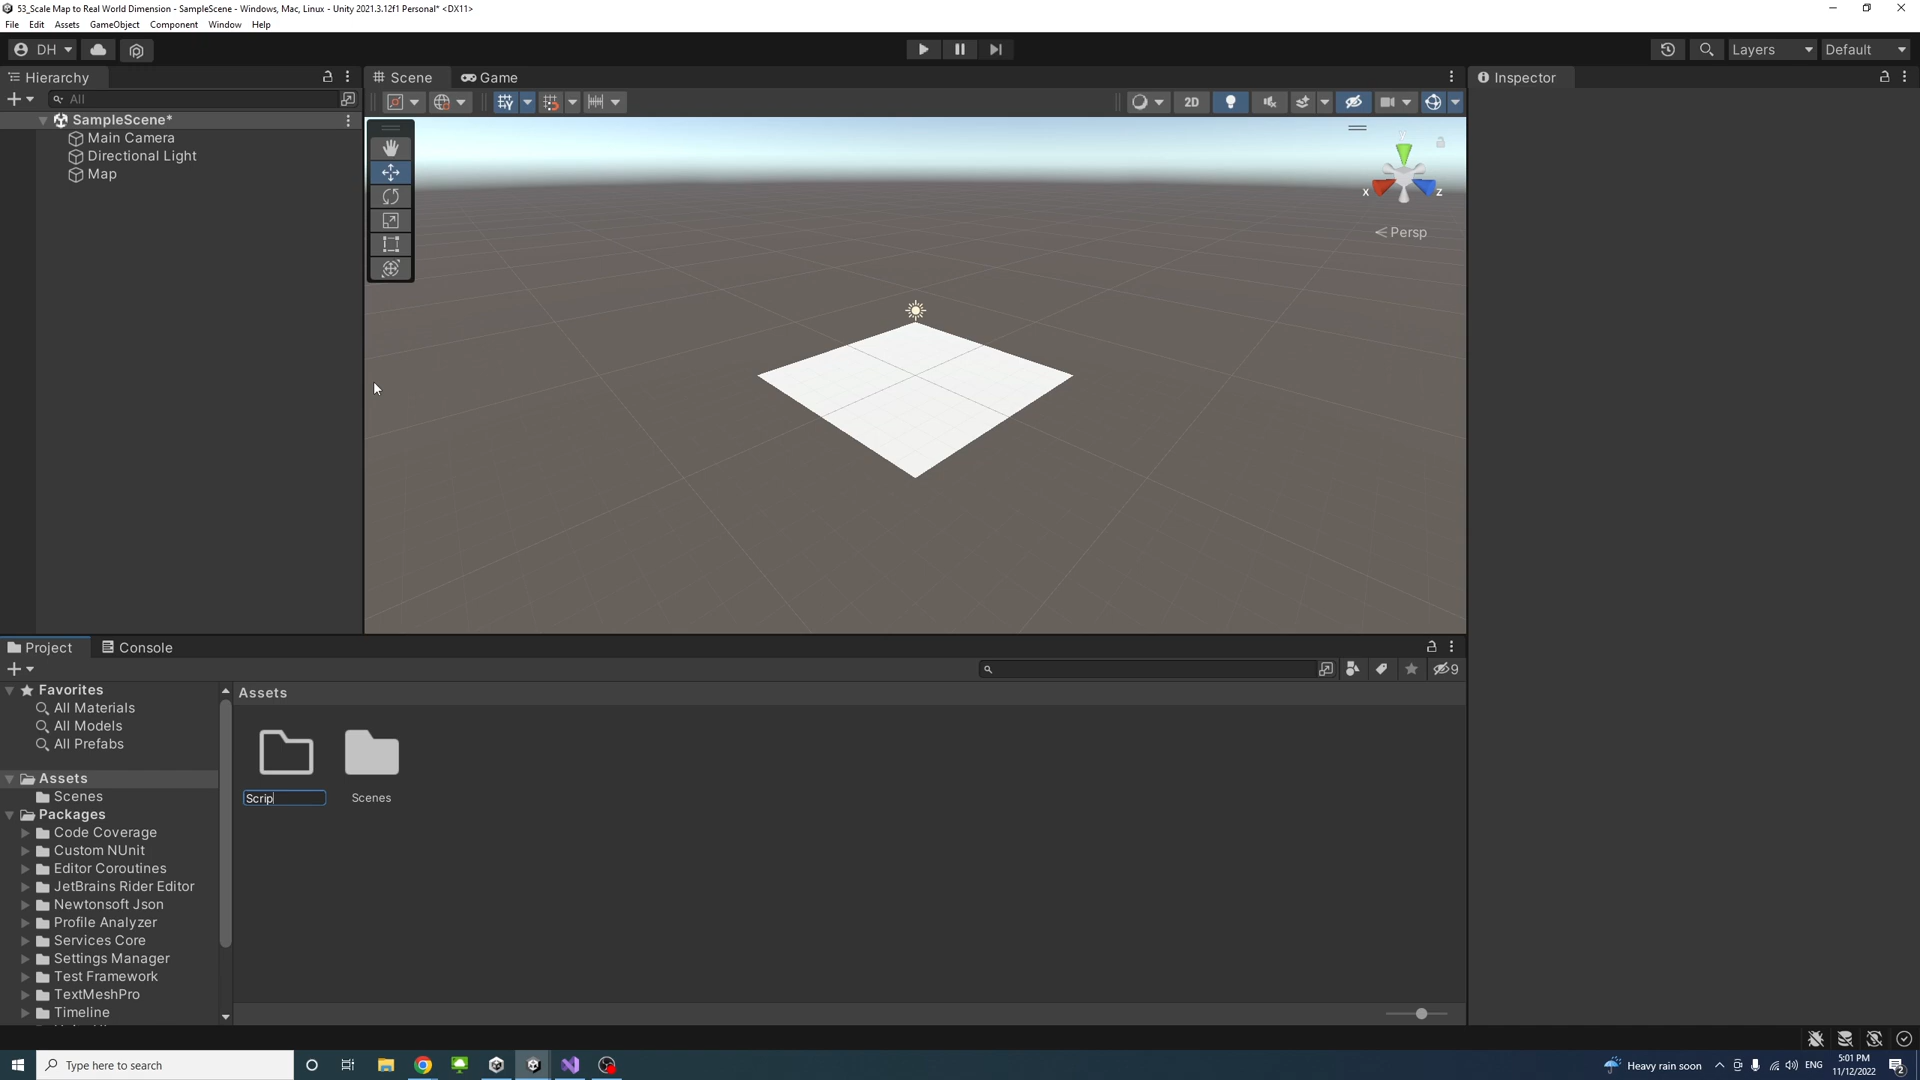 53_Scale Map to Real World Dimension - SampleScene - Windows, Mac, Linux - Unity 2021.3.12f1 Personal* <DX11>
File Edit Assets GameObject Component Window Help
DH
Layers
Default
Hierarchy
Scene
Game
Inspector
All
2D
SampleScene*
Main Camera
Directional Light
Map
y
x
z
Persp
Project
Console
9
Favorites
All Materials
All Models
All Prefabs
Assets
Scenes
Packages
Code Coverage
Custom NUnit
Editor Coroutines
JetBrains Rider Editor
Newtonsoft Json
Profile Analyzer
Services Core
Settings Manager
Test Framework
TextMeshPro
Timeline
Assets
Scrip
Scenes
Type here to search
Heavy rain soon
ENG
5:01 PM
11/12/2022
2